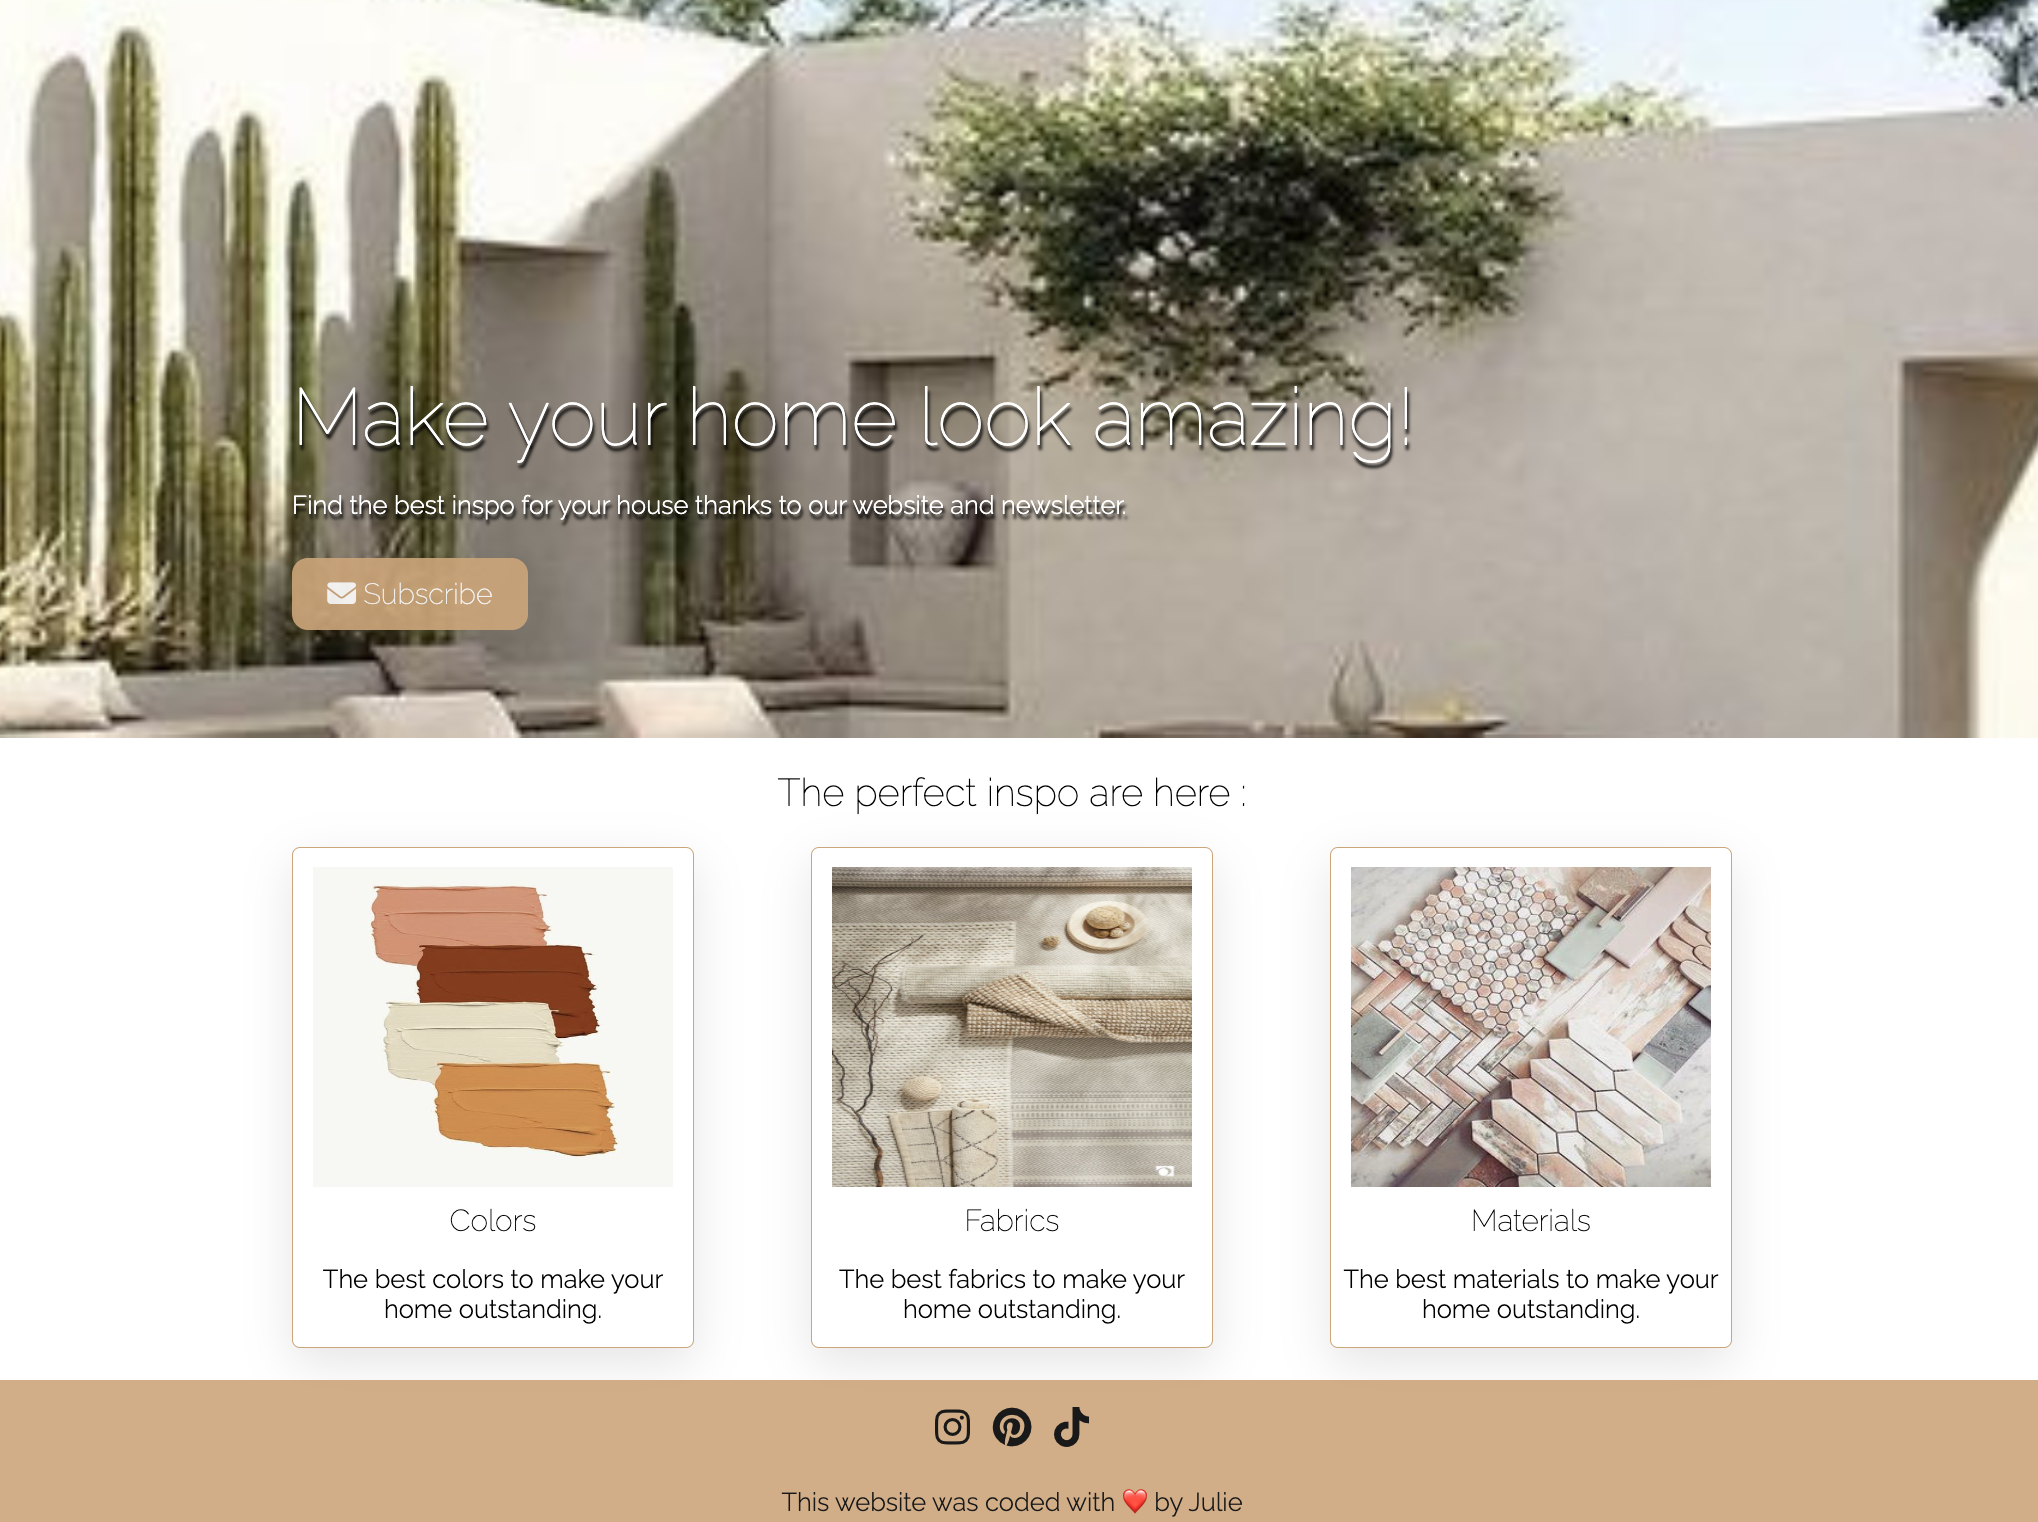 Make your home look amazing!
Find the best inspo for your house thanks to our website and newsletter.
Subscribe
The perfect inspo are here :
Colors
The best colors to make your
home outstanding.
Fabrics
The best fabrics to make your
home outstanding.
Materials
The best materials to make your
home outstanding.
This website was coded with ❤️ by Julie